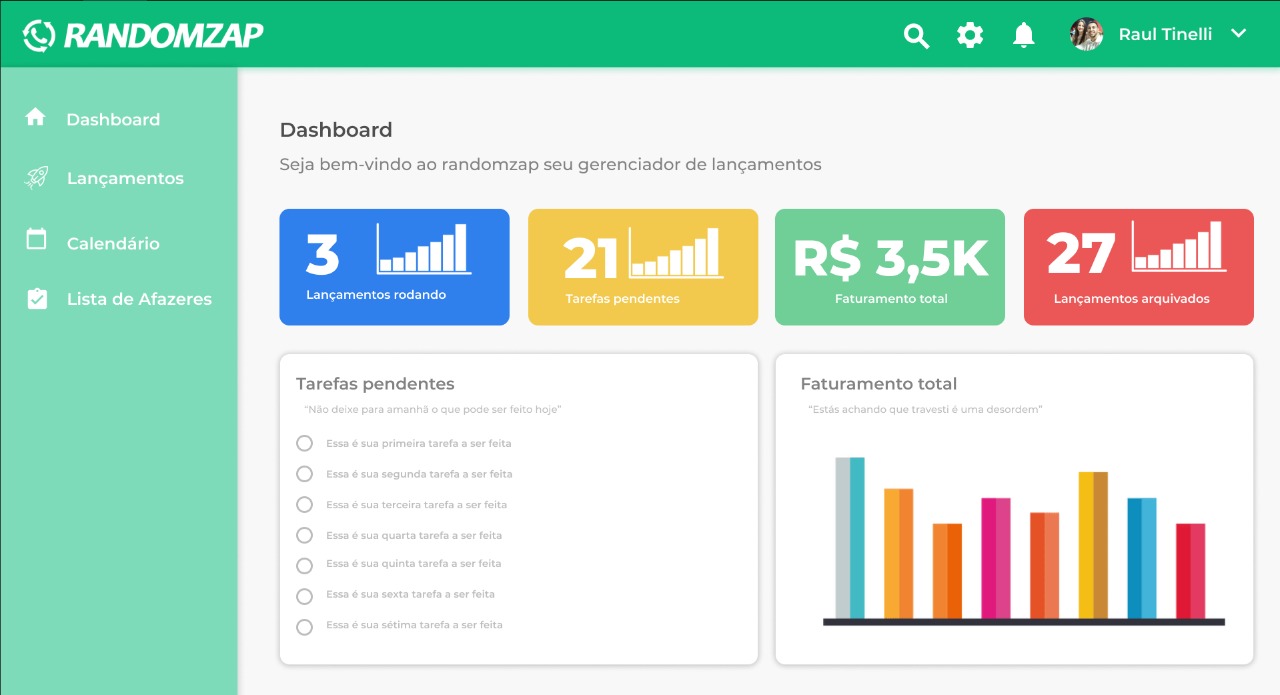 RANDOMZAP
Raul Tinelli
Dashboard
Lançamentos
Calendário
Lista de Afazeres
Dashboard
Seja bem-vindo ao randomzap seu gerenciador de lançamentos
3
Lançamentos rodando
21
Tarefas pendentes
R$ 3,5K
Faturamento total
27
Lançamentos arquivados
Tarefas pendentes
“Não deixe para amanhã o que pode ser feito hoje”
Essa é sua primeira tarefa a ser feita
Essa é sua segunda tarefa a ser feita
Essa é sua terceira tarefa a ser feita
Essa é sua quarta tarefa a ser feita
Essa é sua quinta tarefa a ser feita
Essa é sua sexta tarefa a ser feita
Essa é sua sétima tarefa a ser feita
Faturamento total
“Estás achando que travesti é uma desordem”